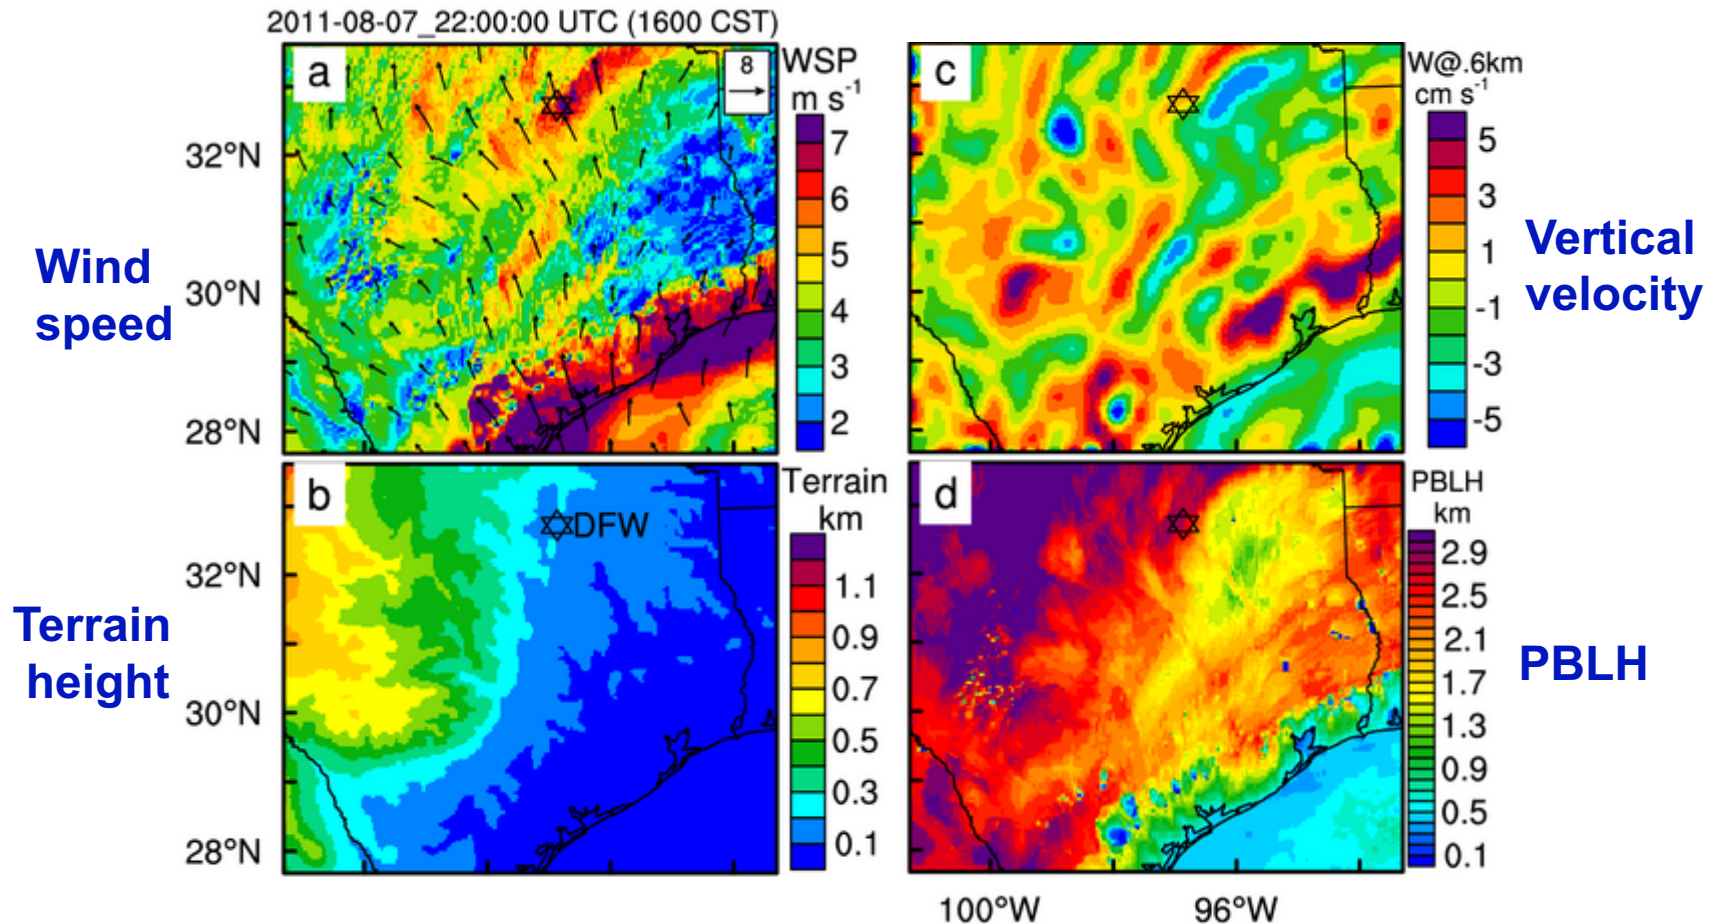 2011-08-07_22:00:00 UTC (1600 CST)
a
8
WSP
m s⁻¹
7
6
5
4
3
2
32°N
30°N
28°N
Wind
speed
c
W@.6km
cm s⁻¹
5
3
1
-1
-3
-5
Vertical
velocity
b
DFW
Terrain
km
1.1
0.9
0.7
0.5
0.3
0.1
32°N
30°N
28°N
Terrain
height
d
PBLH
km
2.9
2.5
2.1
1.7
1.3
0.9
0.5
0.1
PBLH
100°W
96°W